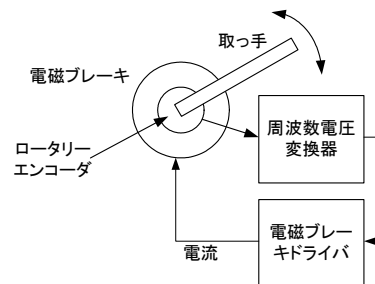 取っ手
電磁ブレーキ
周波数電圧
変換器
ロータリー
エンコーダ
電磁ブレー
キドライバ
電流